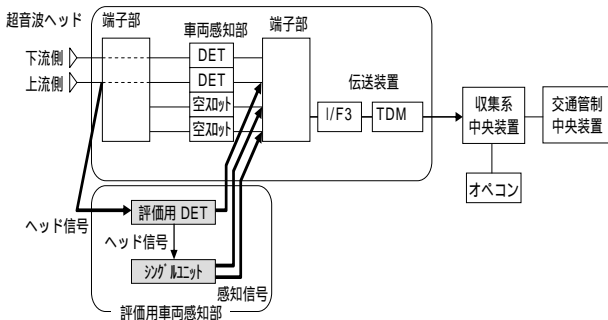 超音波ヘッド
端子部
車両感知部
端子部
下流側
DET
上流側
DET
空スロット
空スロット
伝送装置
I/F3
TDM
収集系
中央装置
交通管制
中央装置
オペコン
ヘッド信号
評価用 DET
ヘッド信号
シングルユニット
感知信号
評価用車両感知部